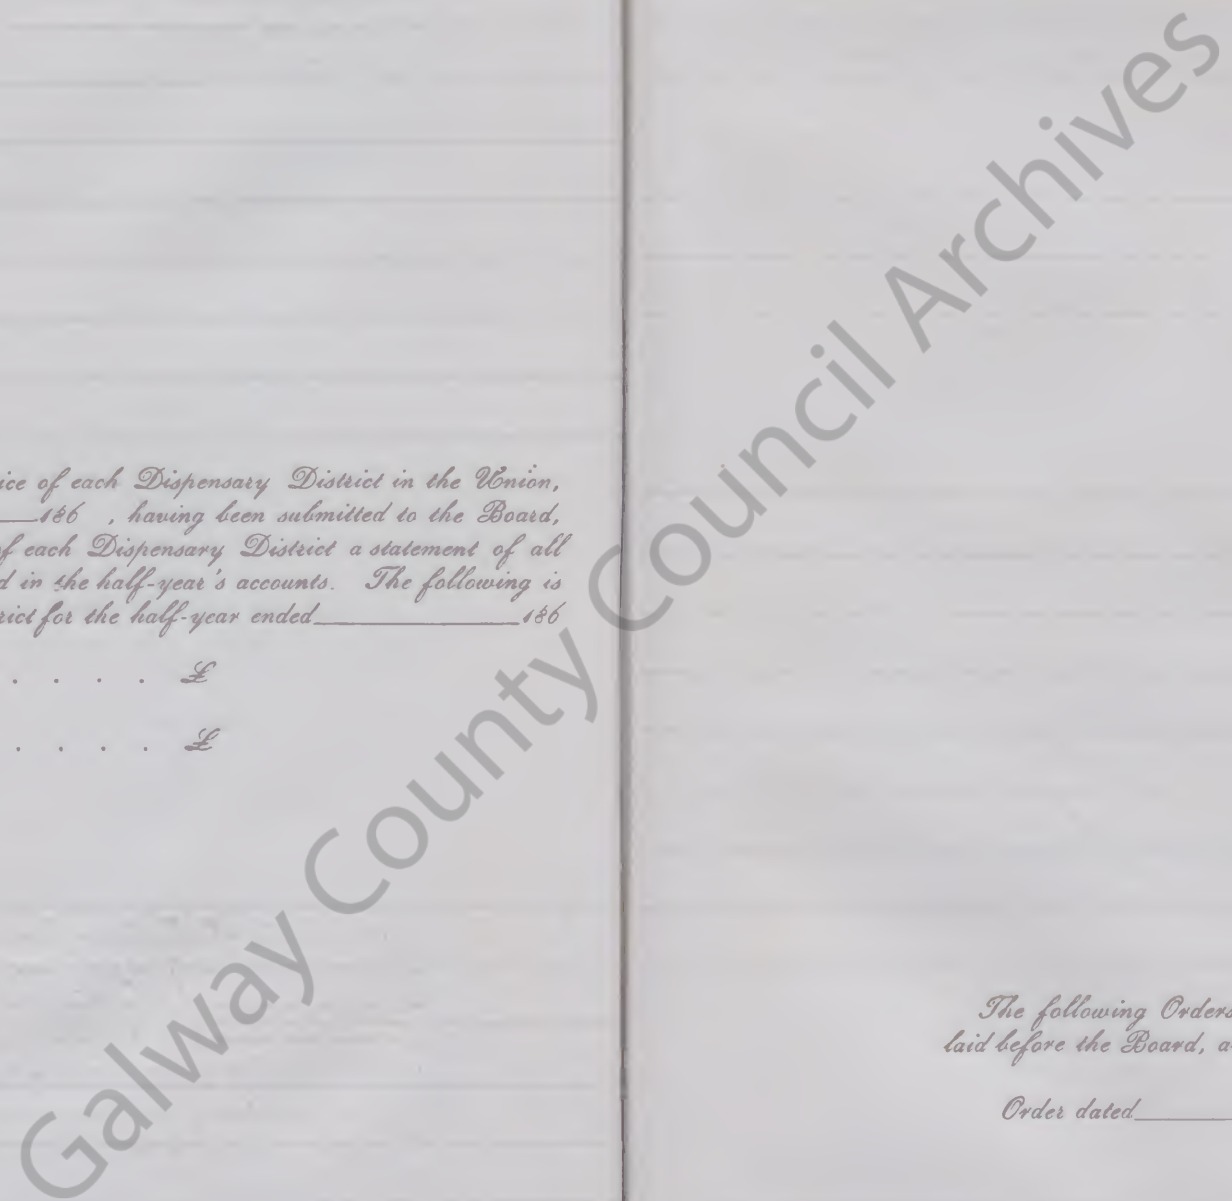 ice of each Dispensary District in the Union,
186 , having been submitted to the Board,
of each Dispensary District a statement of all
d in the half-year's accounts. The following is
rict for the half-year ended 186
. . . . £
. . . . £
The following Orders
laid before the Board, a
Order dated
Galway County Council Archives